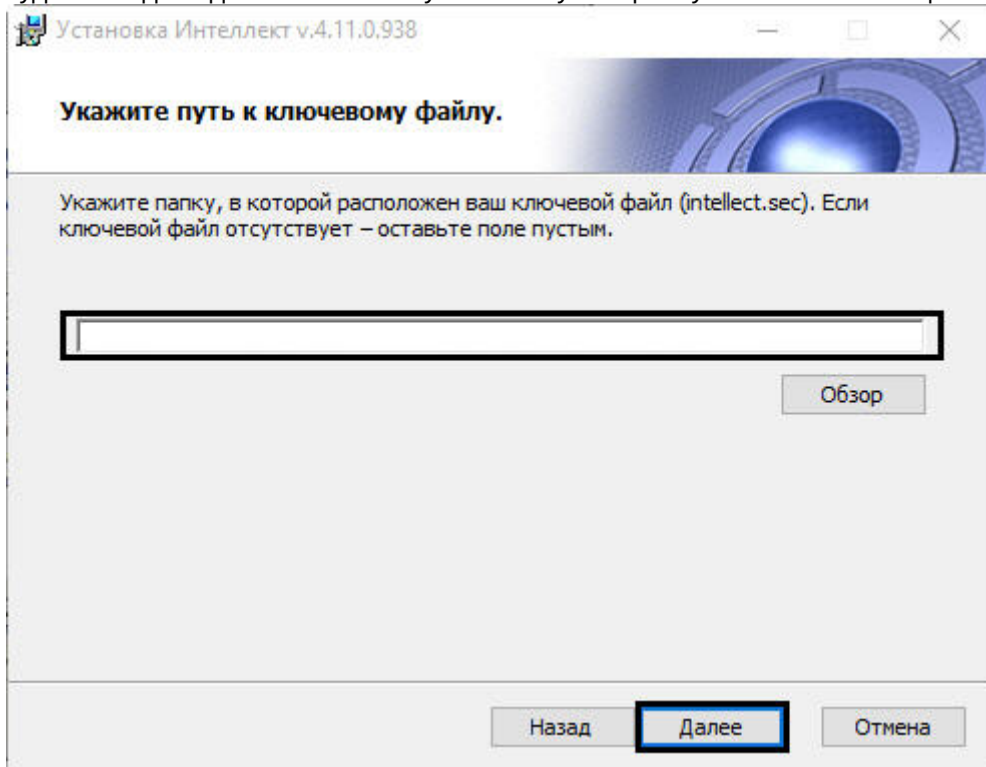 Установка Интеллект v.4.11.0.938
Укажите путь к ключевому файлу.
Укажите папку, в которой расположен ваш ключевой файл (intellect.sec). Если
ключевой файл отсутствует – оставьте поле пустым.
Обзор
Назад Далее Отмена